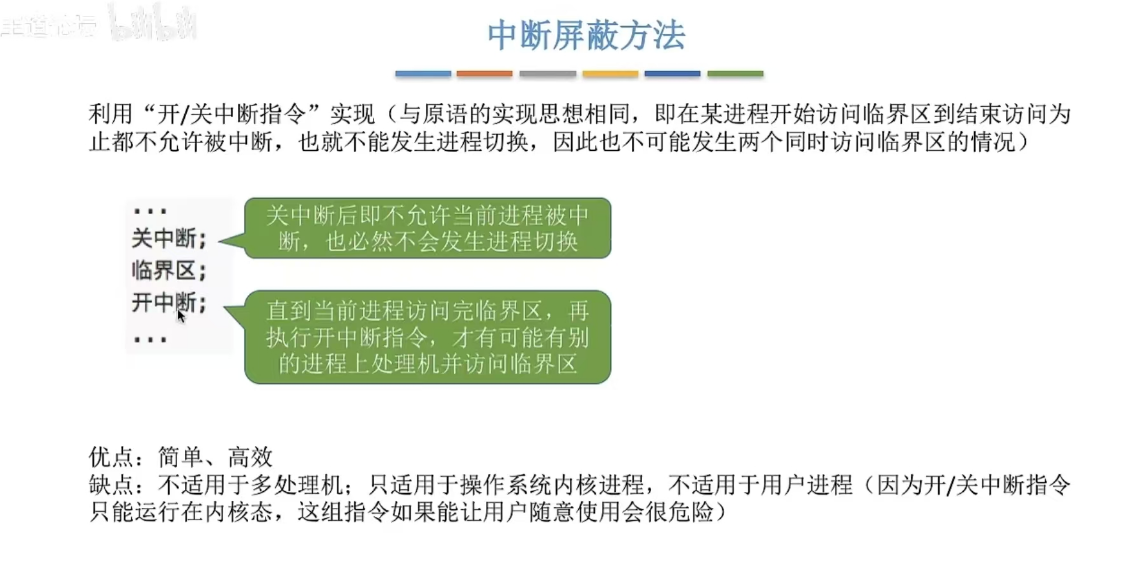 中断屏蔽方法
利用“开/关中断指令”实现（与原语的实现思想相同，即在某进程开始访问临界区到结束访问为
止都不允许被中断，也就不能发生进程切换，因此也不可能发生两个同时访问临界区的情况）
...
关中断;
临界区;
开中断;
...
关中断后即不允许当前进程被中
断，也必然不会发生进程切换
直到当前进程访问完临界区，再
执行开中断指令，才有可能有别
的进程上处理机并访问临界区
优点：简单、高效
缺点：不适用于多处理机；只适用于操作系统内核进程，不适用于用户进程（因为开/关中断指令
只能运行在内核态，这组指令如果能让用户随意使用会很危险）